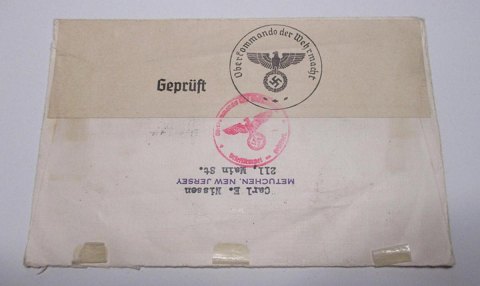 Oberkommando der Wehrmacht
Geprüft
Carl E. Nissen
211, Main St.
METUCHEN, NEW JERSEY